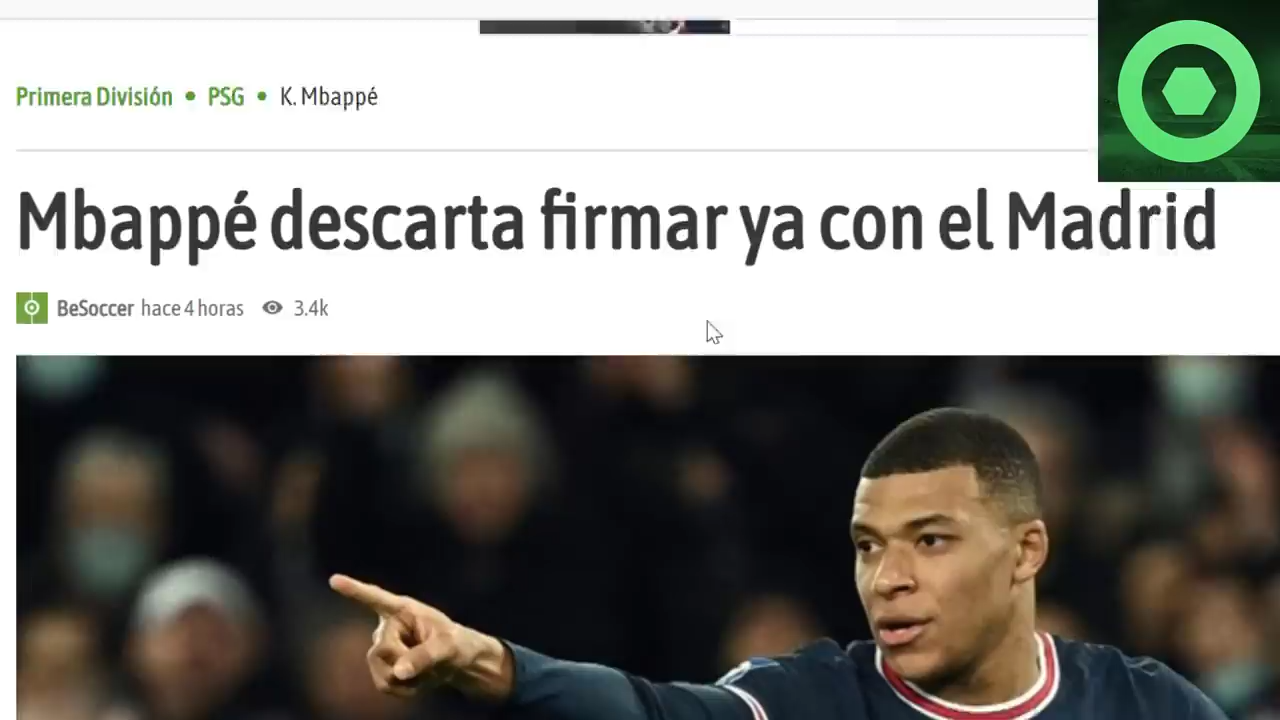 Primera División • PSG • K. Mbappé
Mbappé descarta firmar ya con el Madrid
BeSoccer hace 4 horas 3.4k